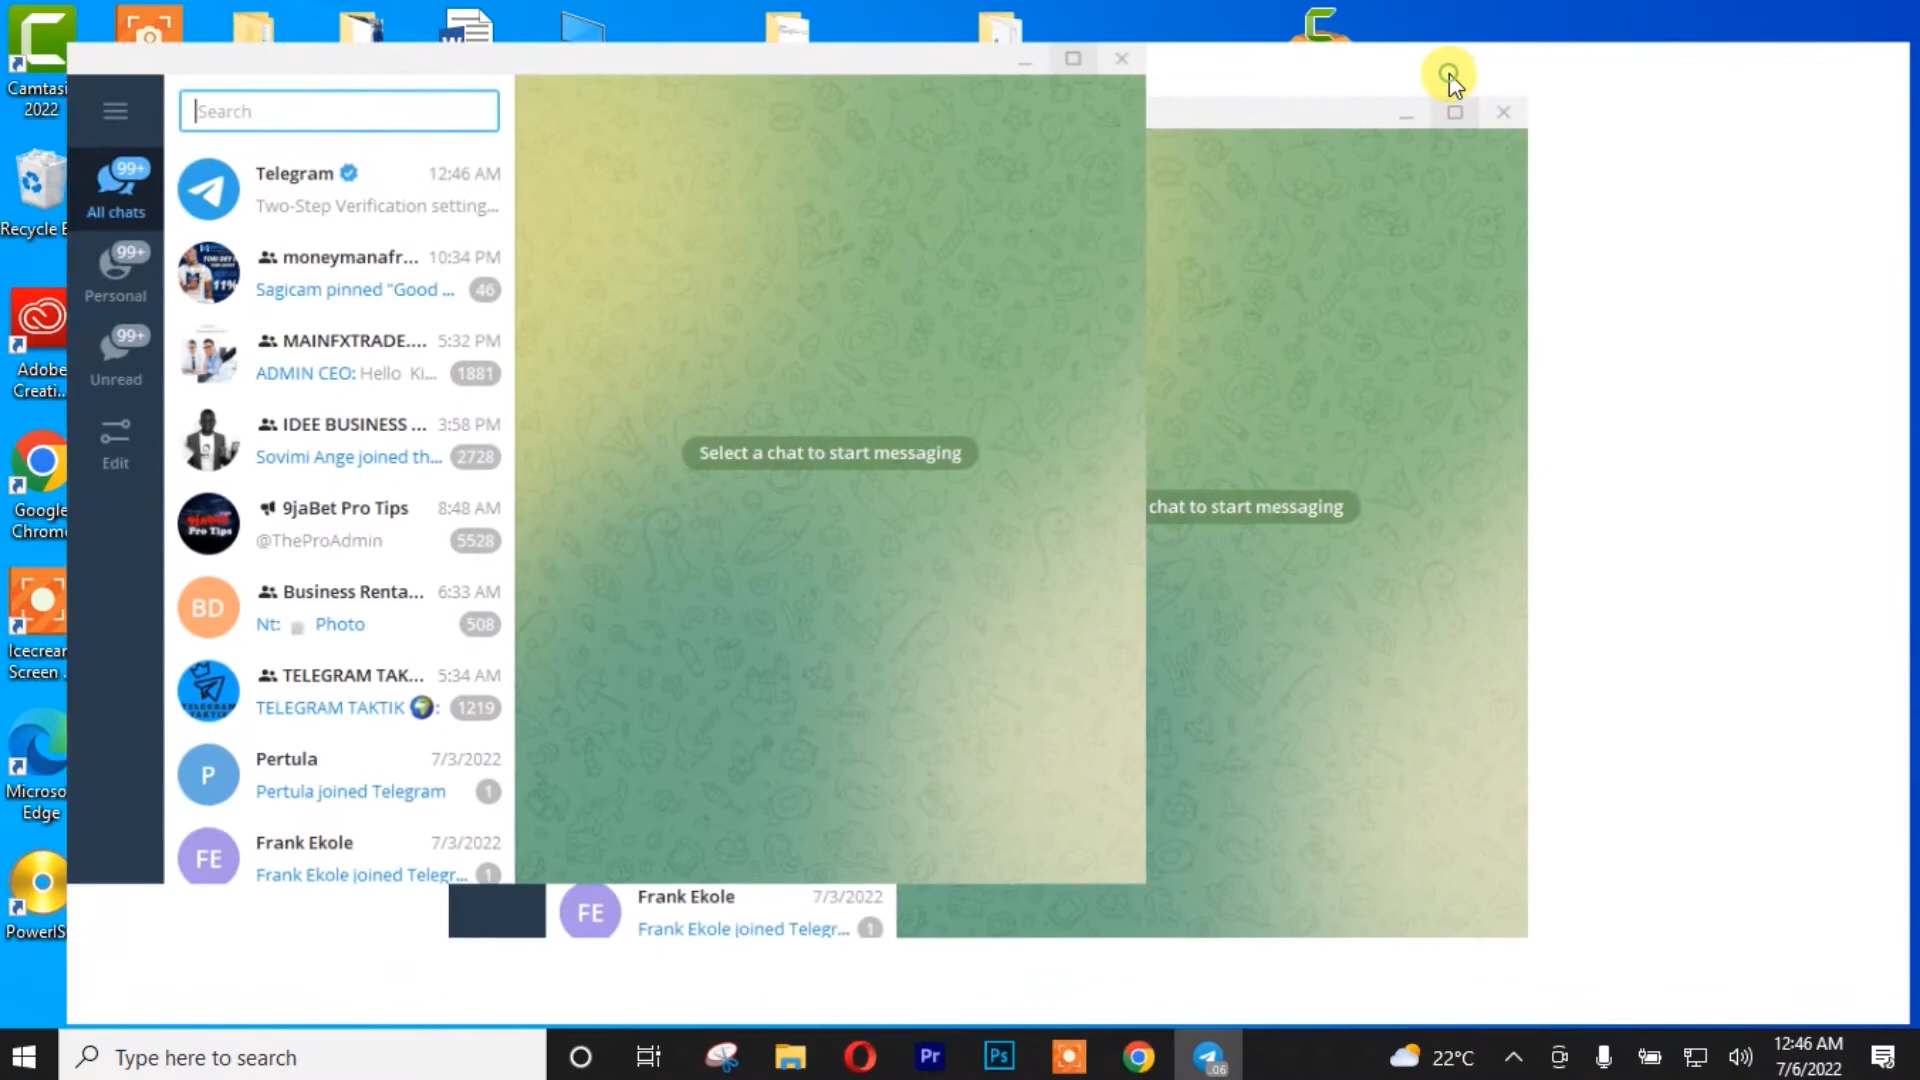 Camtasi
2022
Recycle B
Adobe
Creati...
Google
Chrome
Icecrear
Screen .
Microso
Edge
PowerIS
Search
99+
All chats
99+
Personal
99+
Unread
Edit
Telegram 12:46 AM
Two-Step Verification setting...
moneymanafr... 10:34 PM
Sagicam pinned "Good ... 46
MAINFXTRADE.... 5:32 PM
ADMIN CEO: Hello Ki... 1881
IDEE BUSINESS ... 3:58 PM
Sovimi Ange joined th... 2728
9jaBet Pro Tips 8:48 AM
@TheProAdmin 5528
BD
Business Renta... 6:33 AM
Nt: Photo 508
TELEGRAM TAK... 5:34 AM
TELEGRAM TAKTIK : 1219
P
Pertula 7/3/2022
Pertula joined Telegram 1
FE
Frank Ekole 7/3/2022
Frank Ekole joined Telegr... 1
Select a chat to start messaging
chat to start messaging
FE
Frank Ekole 7/3/2022
Frank Ekole joined Telegr... 1
Type here to search
Pr
Ps
.06
22°C
12:46 AM
7/6/2022